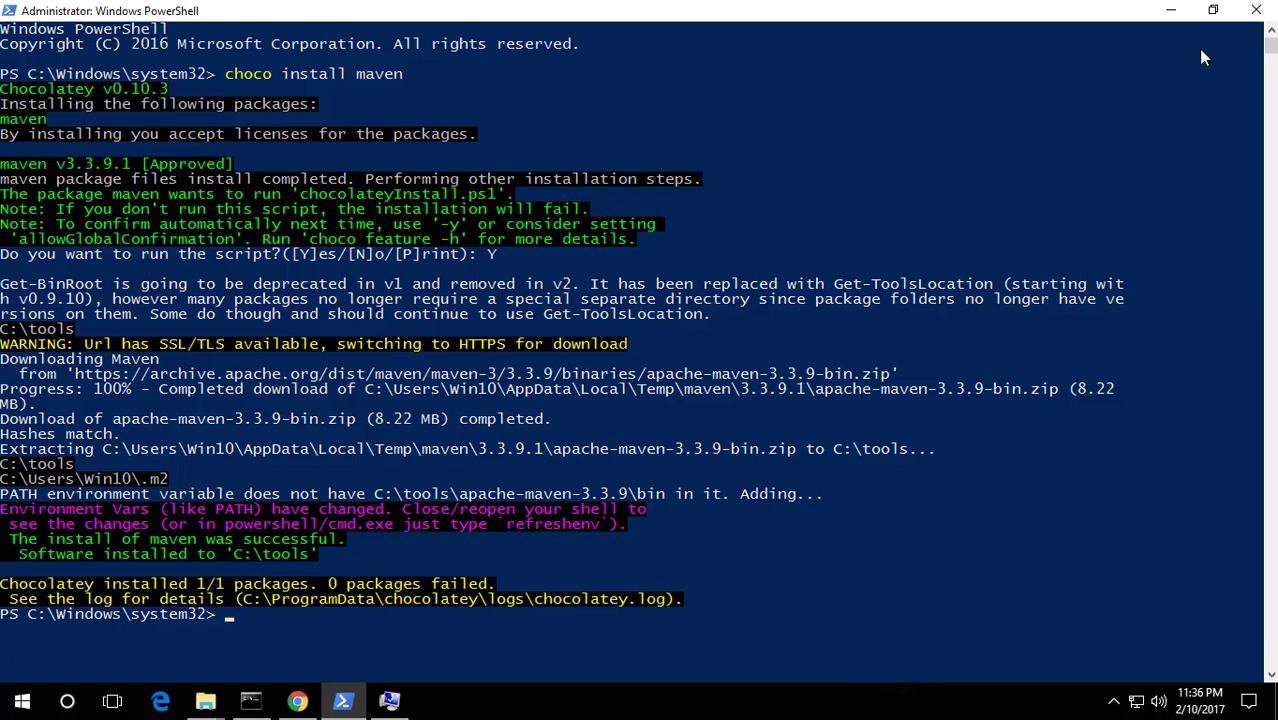 Administrator: Windows PowerShell
Windows PowerShell
Copyright (C) 2016 Microsoft Corporation. All rights reserved.
PS C:\Windows\system32> choco install maven
Chocolatey v0.10.3
Installing the following packages:
maven
By installing you accept licenses for the packages.
maven v3.3.9.1 [Approved]
maven package files install completed. Performing other installation steps.
The package maven wants to run 'chocolateyInstall.ps1'.
Note: If you don't run this script, the installation will fail.
Note: To confirm automatically next time, use '-y' or consider setting
 'allowGlobalConfirmation'. Run 'choco feature -h' for more details.
Do you want to run the script?([Y]es/[N]o/[P]rint): Y
Get-BinRoot is going to be deprecated in v1 and removed in v2. It has been replaced with Get-ToolsLocation (starting wit
h v0.9.10), however many packages no longer require a special separate directory since package folders no longer have ve
rsions on them. Some do though and should continue to use Get-ToolsLocation.
C:\tools
WARNING: Url has SSL/TLS available, switching to HTTPS for download
Downloading Maven
  from 'https://archive.apache.org/dist/maven/maven-3/3.3.9/binaries/apache-maven-3.3.9-bin.zip'
Progress: 100% - Completed download of C:\Users\Win10\AppData\Local\Temp\maven\3.3.9.1\apache-maven-3.3.9-bin.zip (8.22
MB).
Download of apache-maven-3.3.9-bin.zip (8.22 MB) completed.
Hashes match.
Extracting C:\Users\Win10\AppData\Local\Temp\maven\3.3.9.1\apache-maven-3.3.9-bin.zip to C:\tools...
C:\tools
C:\Users\Win10\.m2
PATH environment variable does not have C:\tools\apache-maven-3.3.9\bin in it. Adding...
Environment Vars (like PATH) have changed. Close/reopen your shell to
 see the changes (or in powershell/cmd.exe just type `refreshenv`).
 The install of maven was successful.
  Software installed to 'C:\tools'
Chocolatey installed 1/1 packages. 0 packages failed.
 See the log for details (C:\ProgramData\chocolatey\logs\chocolatey.log).
PS C:\Windows\system32>
11:36 PM
2/10/2017